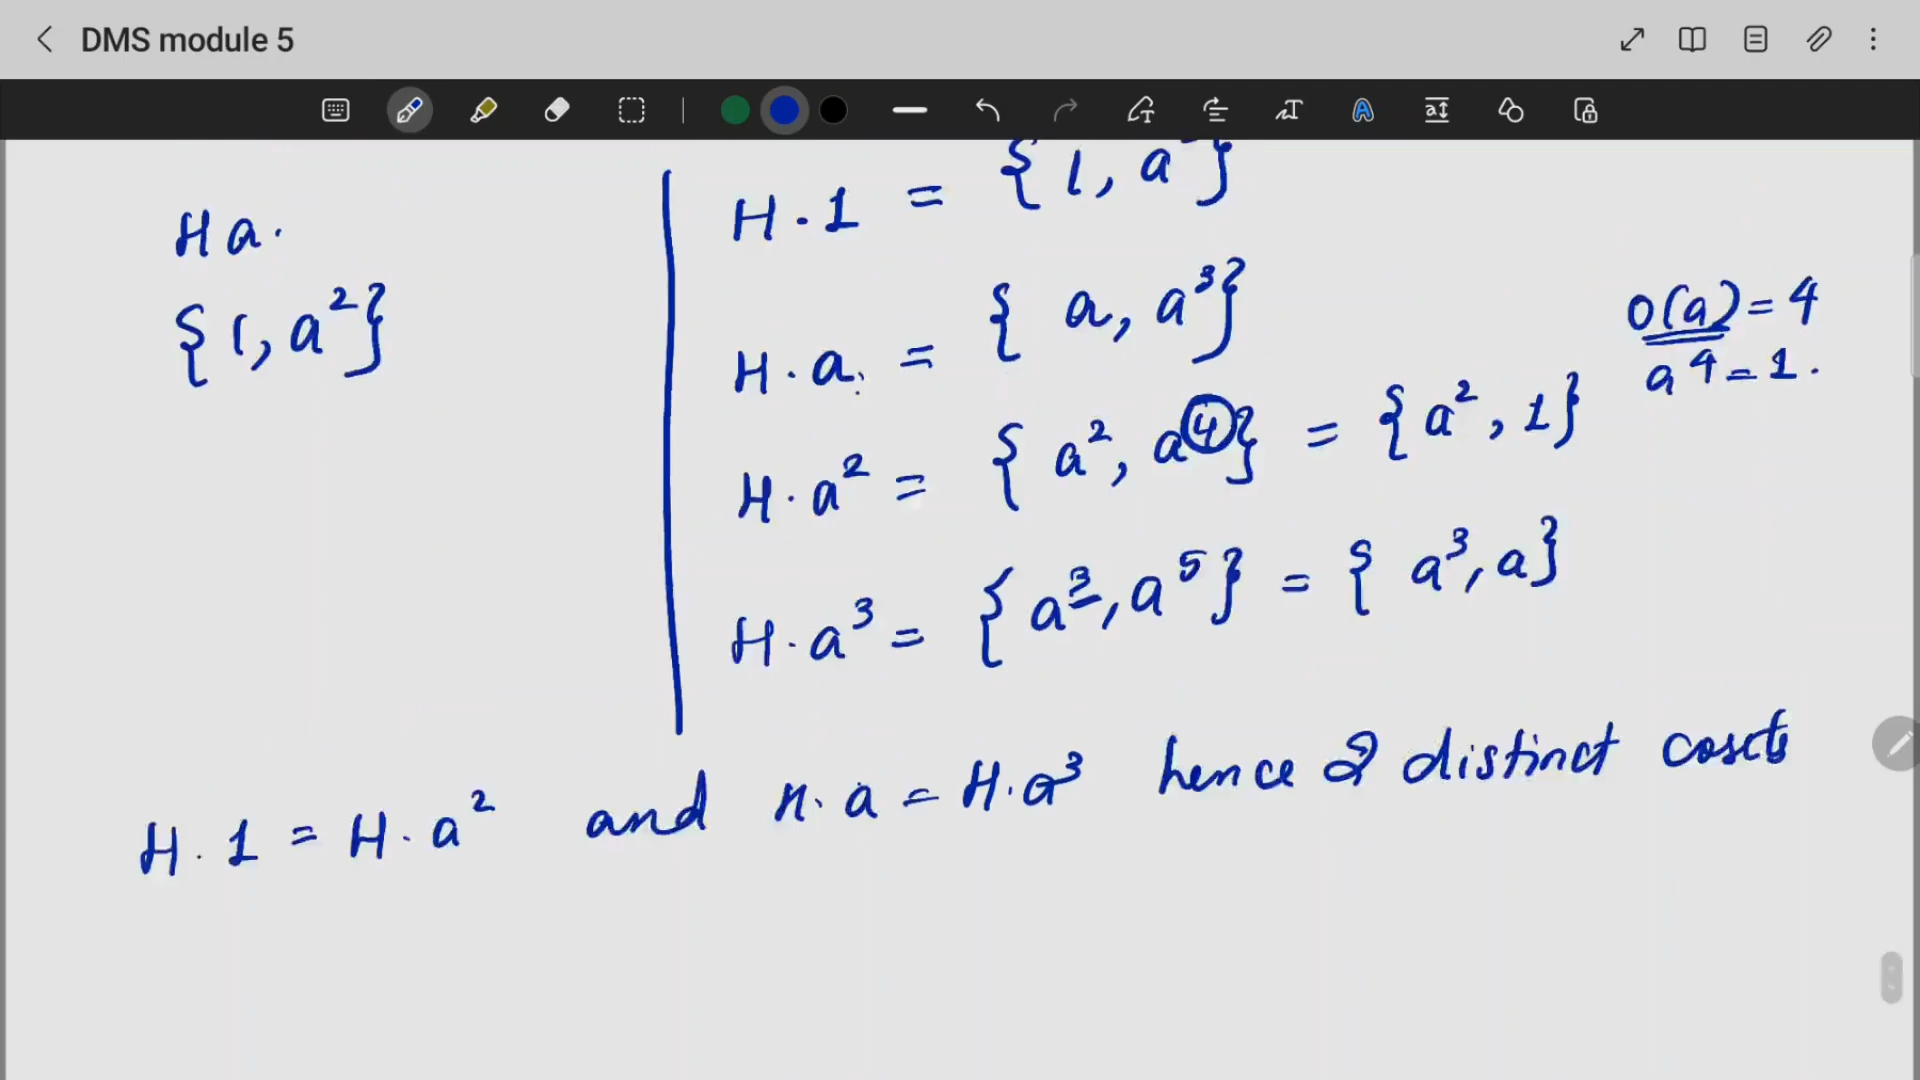 DMS module 5
Ha.
{1, a²}
H·1 = {1, a²}
H·a = {a, a³}
H·a² = {a², a⁴} = {a², 1}
H·a³ = {a³, a⁵} = {a³, a}
o(a) = 4
a⁴ = 1.
H·1 = H·a² and H·a = H·a³ hence 2 distinct cosets